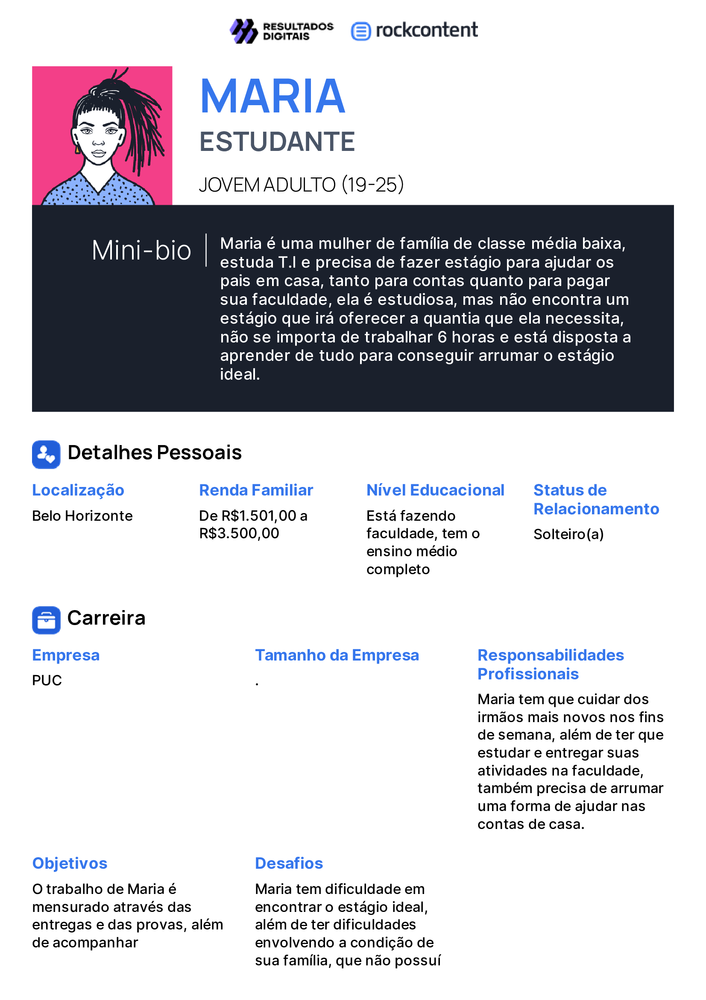 RESULTADOS
DIGITAIS
rockcontent
MARIA
ESTUDANTE
JOVEM ADULTO (19-25)
Mini-bio
Maria é uma mulher de família de classe média baixa,
estuda T.I e precisa de fazer estágio para ajudar os
pais em casa, tanto para contas quanto para pagar
sua faculdade, ela é estudiosa, mas não encontra um
estágio que irá oferecer a quantia que ela necessita,
não se importa de trabalhar 6 horas e está disposta a
aprender de tudo para conseguir arrumar o estágio
ideal.
Detalhes Pessoais
Localização
Belo Horizonte
Renda Familiar
De R$1.501,00 a
R$3.500,00
Nível Educacional
Está fazendo
faculdade, tem o
ensino médio
completo
Status de
Relacionamento
Solteiro(a)
Carreira
Empresa
PUC
Tamanho da Empresa
.
Responsabilidades
Profissionais
Maria tem que cuidar dos
irmãos mais novos nos fins
de semana, além de ter que
estudar e entregar suas
atividades na faculdade,
também precisa de arrumar
uma forma de ajudar nas
contas de casa.
Objetivos
O trabalho de Maria é
mensurado através das
entregas e das provas, além
de acompanhar
Desafios
Maria tem dificuldade em
encontrar o estágio ideal,
além de ter dificuldades
envolvendo a condição de
sua família, que não possuí